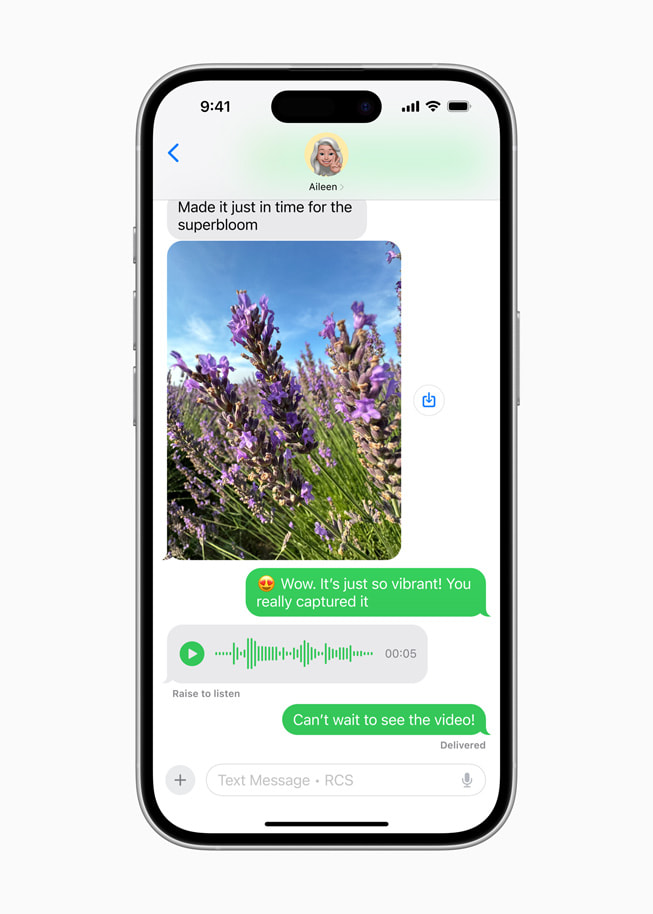 9:41
Aileen
Made it just in time for the
superbloom
😍 Wow. It’s just so vibrant! You
really captured it
00:05
Raise to listen
Can’t wait to see the video!
Delivered
Text Message • RCS